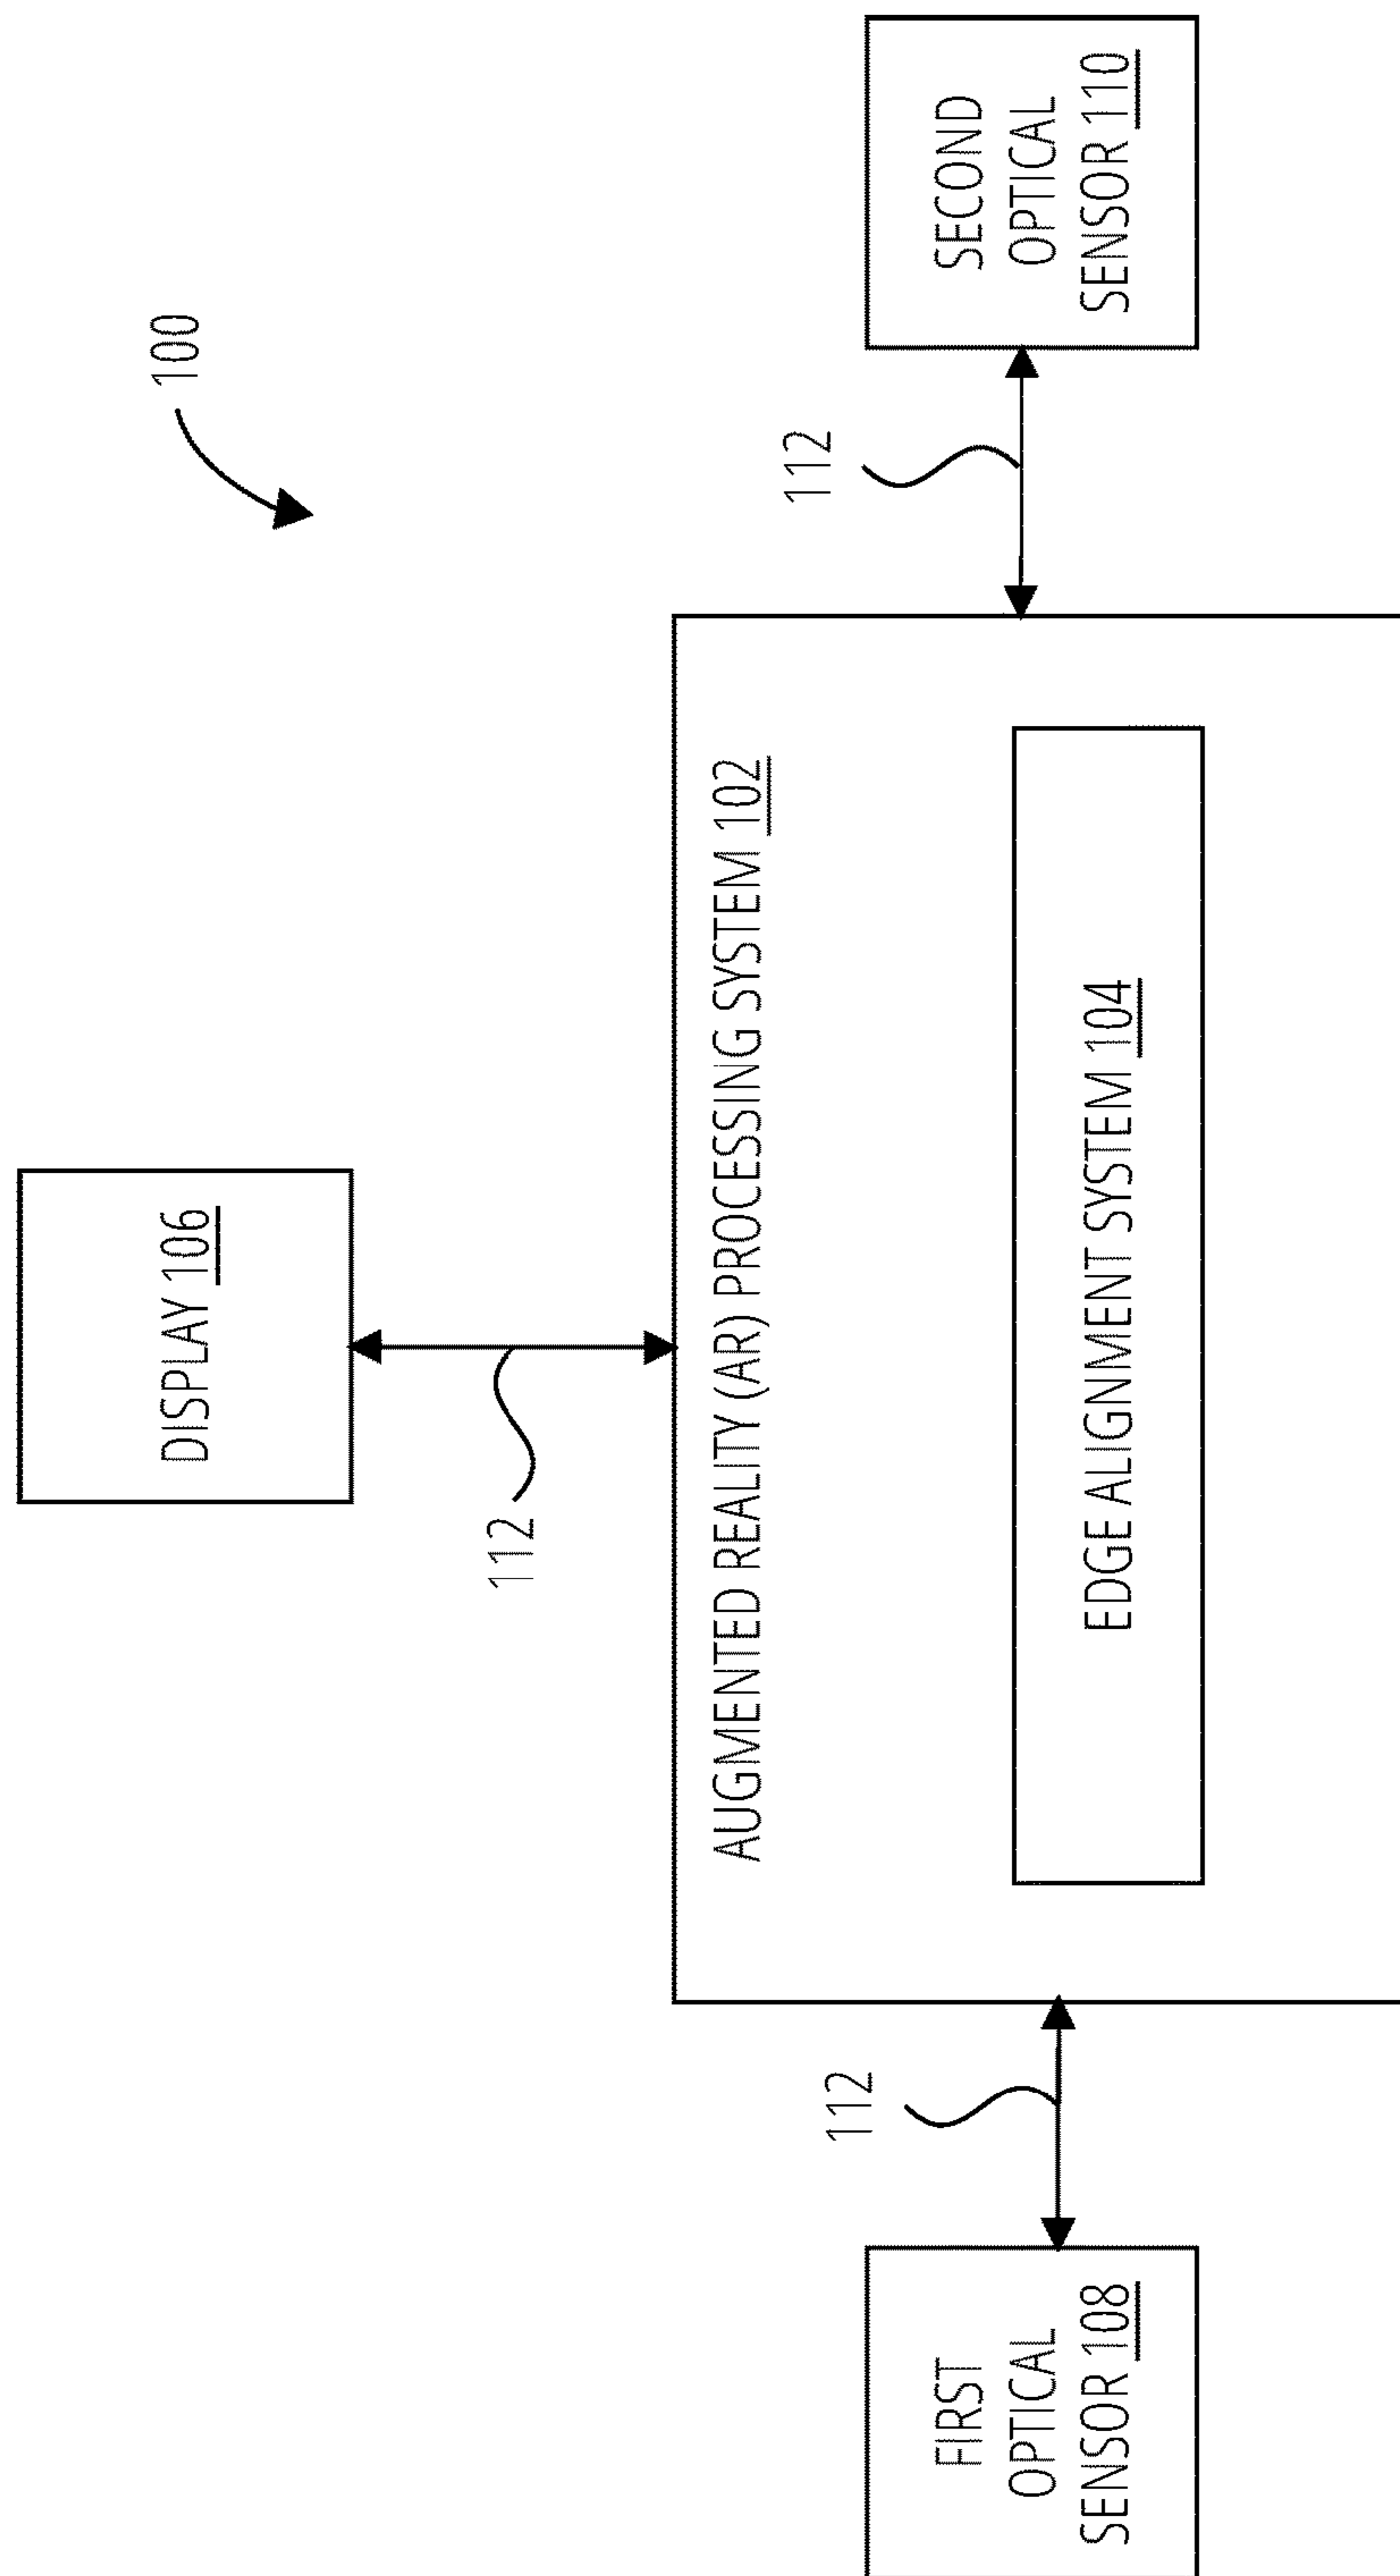 100
DISPLAY 106
112
AUGMENTED REALITY (AR) PROCESSING SYSTEM 102
112
112
FIRST
OPTICAL
SENSOR 108
EDGE ALIGNMENT SYSTEM 104
SECOND
OPTICAL
SENSOR 110